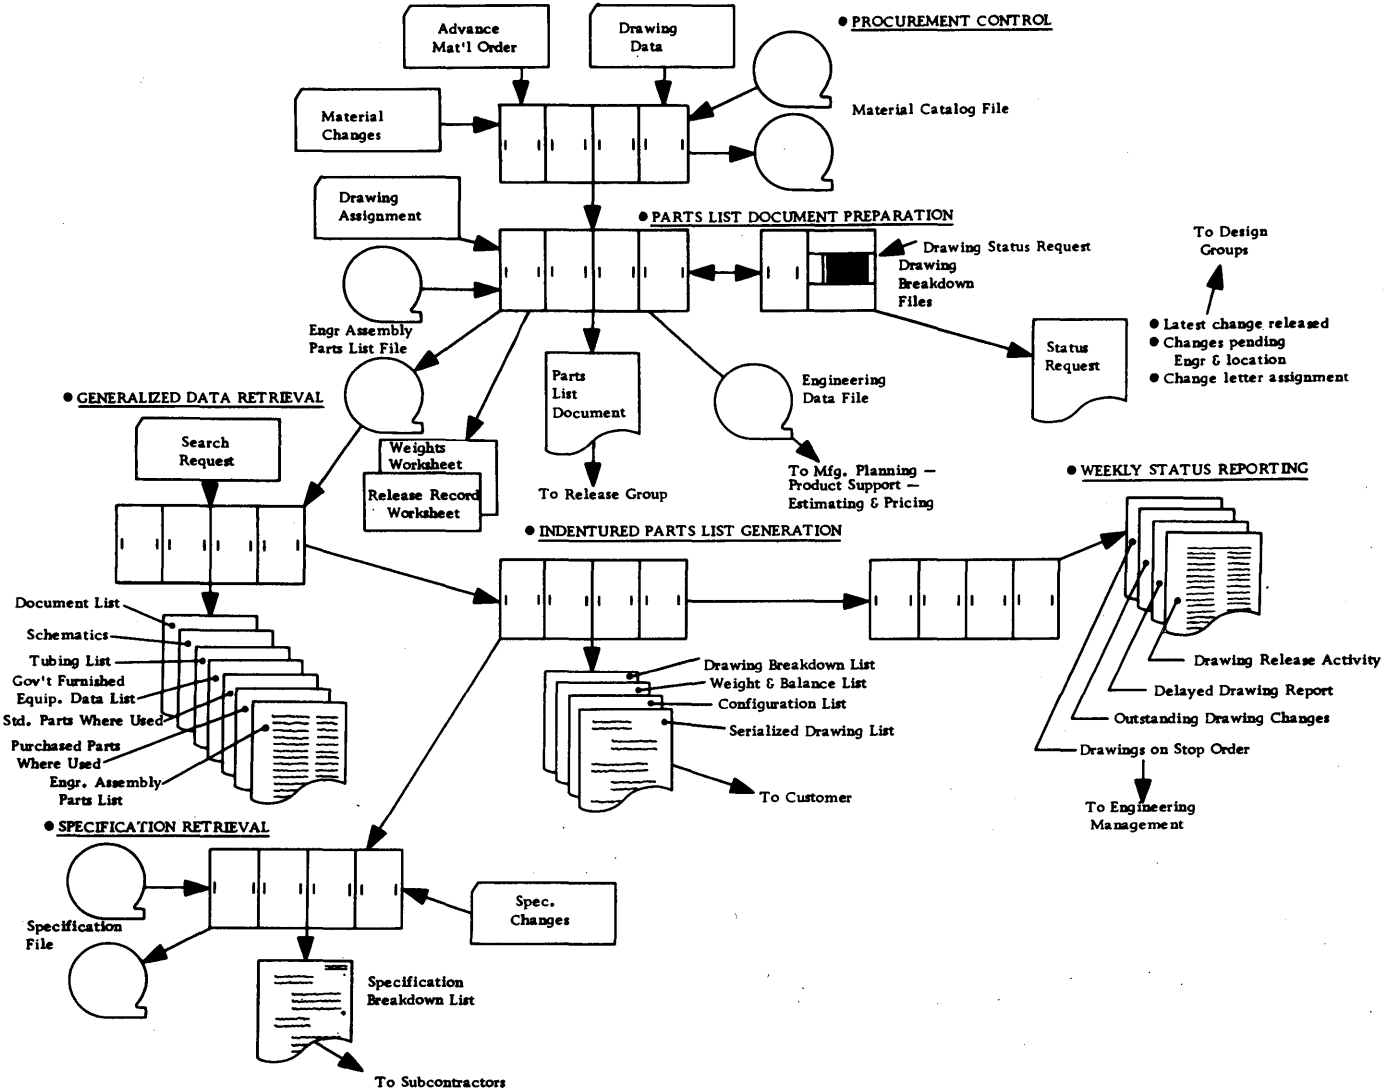 ● PROCUREMENT CONTROL
Advance
Mat'l Order
Drawing
Data
Material
Changes
Material Catalog File
Drawing
Assignment
● PARTS LIST DOCUMENT PREPARATION
Drawing Status Request
Drawing
Breakdown
Files
To Design
Groups
Engr Assembly
Parts List File
Status
Request
● Latest change released
● Changes pending
Engr & location
● Change letter assignment
Parts
List
Document
Engineering
Data File
● GENERALIZED DATA RETRIEVAL
Search
Request
Weights
Worksheet
Release Record
Worksheet
To Release Group
To Mfg. Planning —
Product Support —
Estimating & Pricing
● WEEKLY STATUS REPORTING
● INDENTURED PARTS LIST GENERATION
Document List
Schematics
Tubing List
Gov't Furnished
Equip. Data List
Std. Parts Where Used
Purchased Parts
Where Used
Engr. Assembly
Parts List
Drawing Breakdown List
Weight & Balance List
Configuration List
Serialized Drawing List
To Customer
Drawing Release Activity
Delayed Drawing Report
Outstanding Drawing Changes
Drawings on Stop Order
To Engineering
Management
● SPECIFICATION RETRIEVAL
Specification
File
Spec.
Changes
Specification
Breakdown List
To Subcontractors